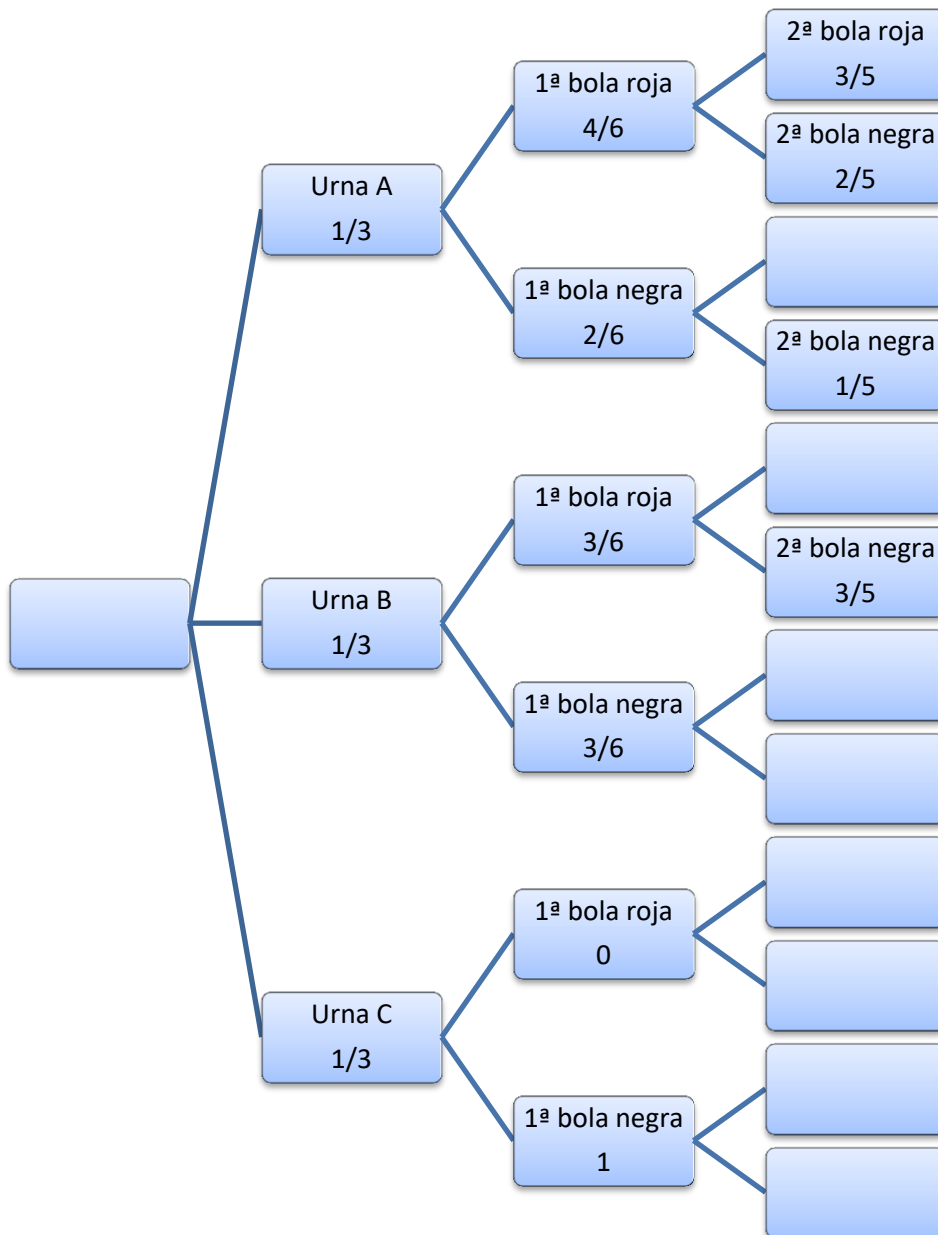 2ª bola roja
3/5
1ª bola roja
4/6
2ª bola negra
2/5
Urna A
1/3
1ª bola negra
2/6
2ª bola negra
1/5
1ª bola roja
3/6
2ª bola negra
3/5
Urna B
1/3
1ª bola negra
3/6
1ª bola roja
0
Urna C
1/3
1ª bola negra
1